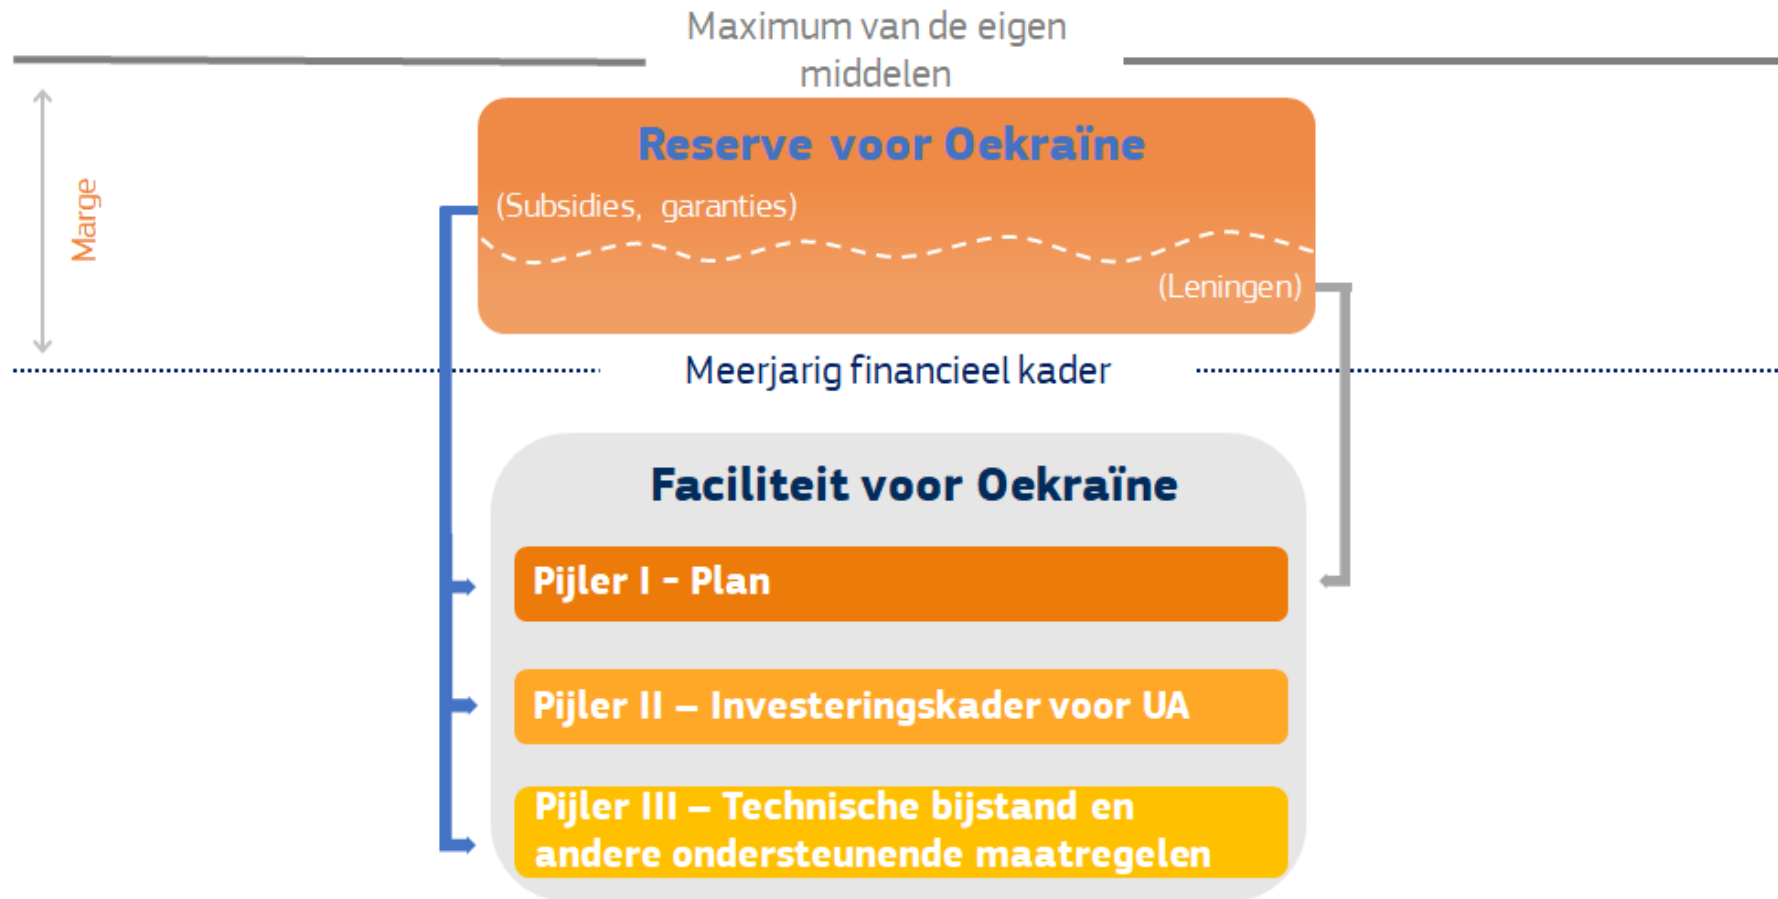 Maximum van de eigen
middelen
Reserve voor Oekraïne
(Subsidies, garanties)
Marge
(Leningen)
Meerjarig financieel kader
Faciliteit voor Oekraïne
Pijler I - Plan
Pijler II – Investeringskader voor UA
Pijler III – Technische bijstand en
andere ondersteunende maatregelen